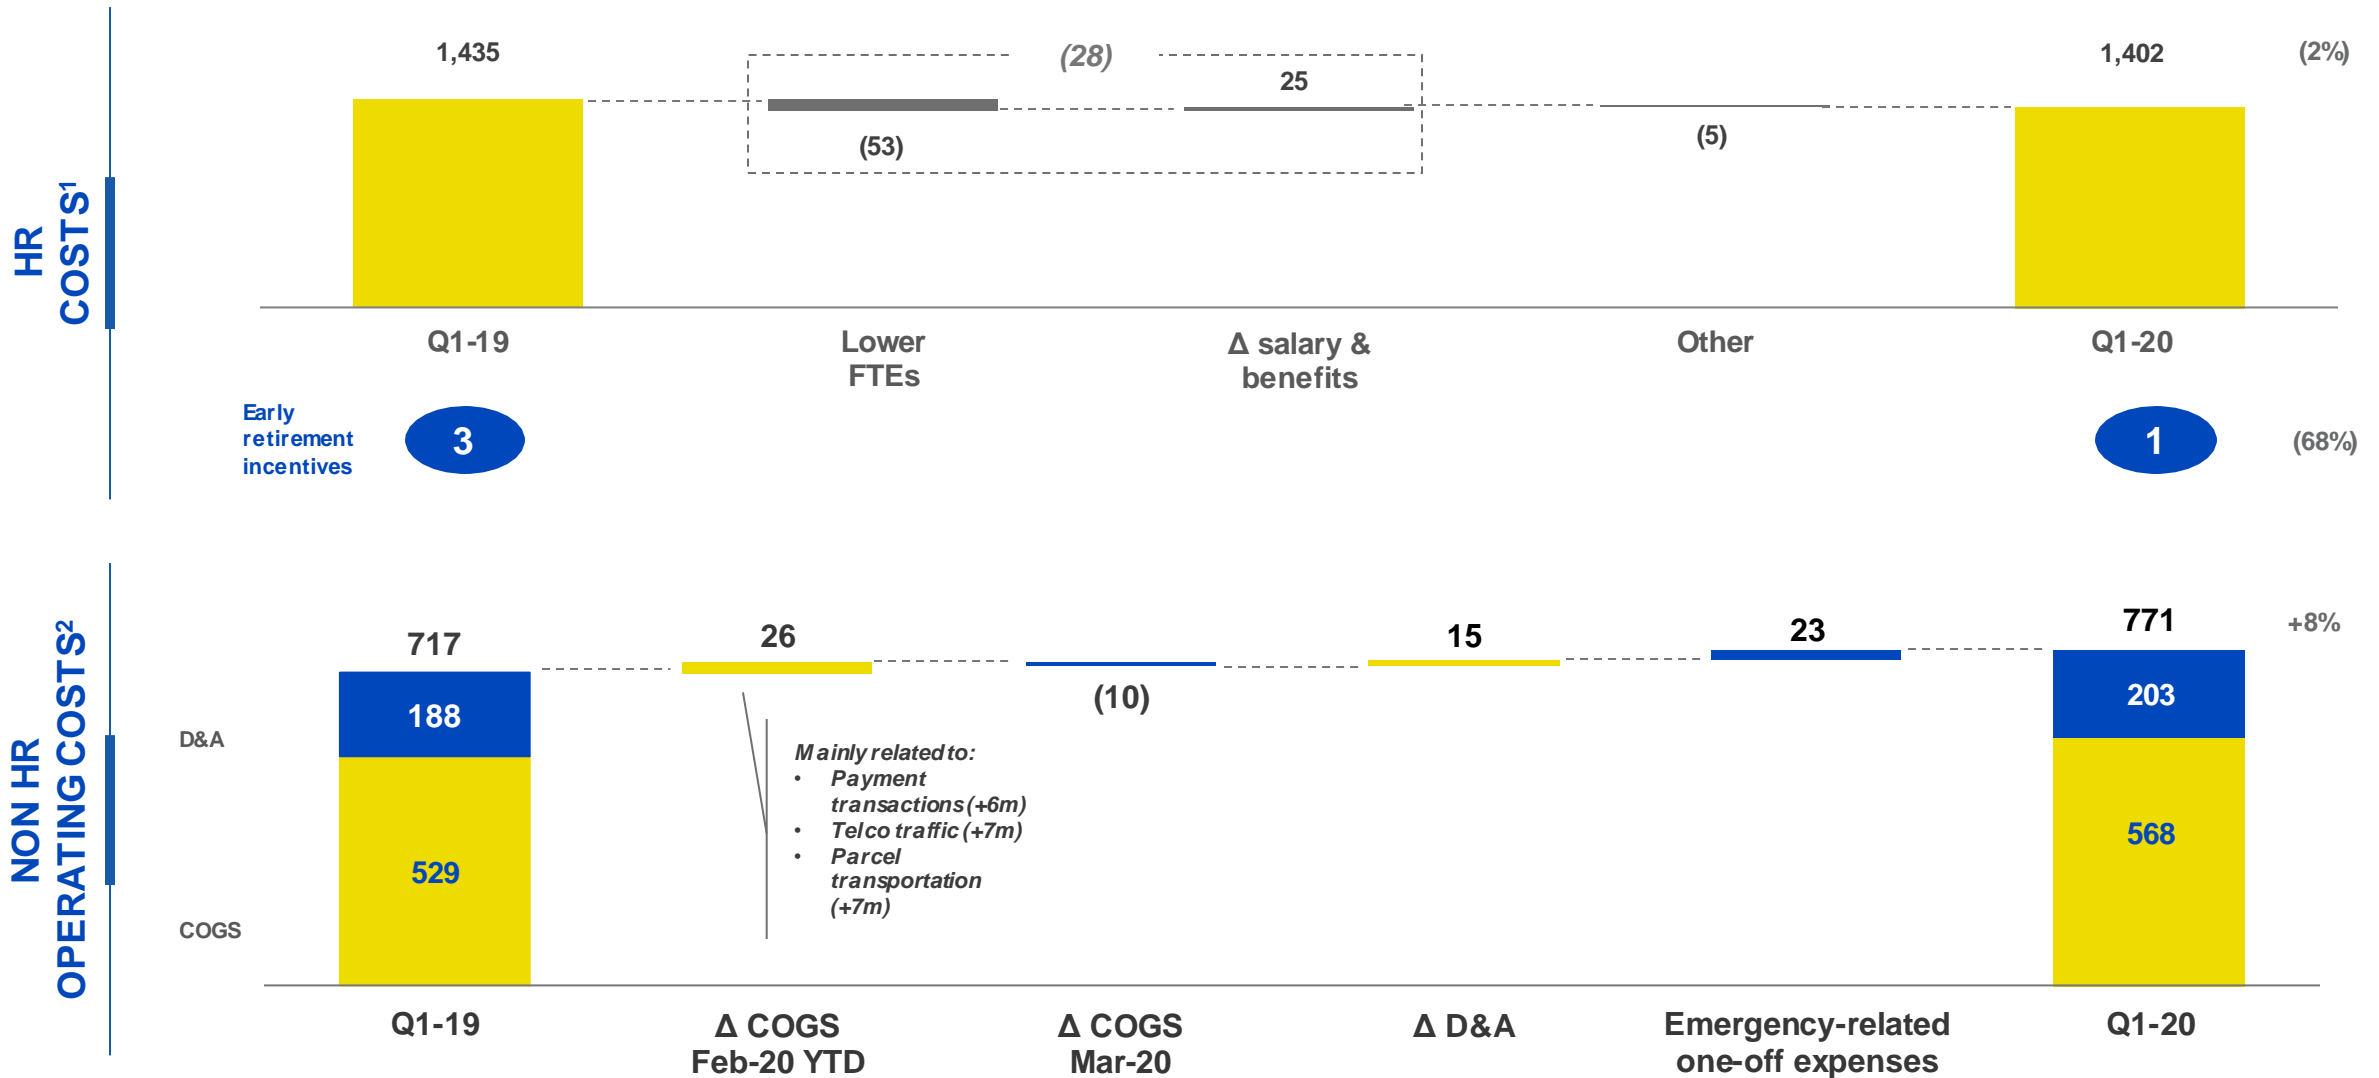 HR
COSTS¹
1,435
(28)
25
1,402
(2%)
(53)
(5)
Q1-19
Lower
FTEs
Δ salary &
benefits
Other
Q1-20
Early
retirement
incentives
3
1
(68%)
NON HR
OPERATING COSTS²
717
26
(10)
15
23
771
+8%
188
203
D&A
529
568
COGS
Mainly related to:
• Payment
transactions (+6m)
• Telco traffic (+7m)
• Parcel
transportation
(+7m)
Q1-19
Δ COGS
Feb-20 YTD
Δ COGS
Mar-20
Δ D&A
Emergency-related
one-off expenses
Q1-20